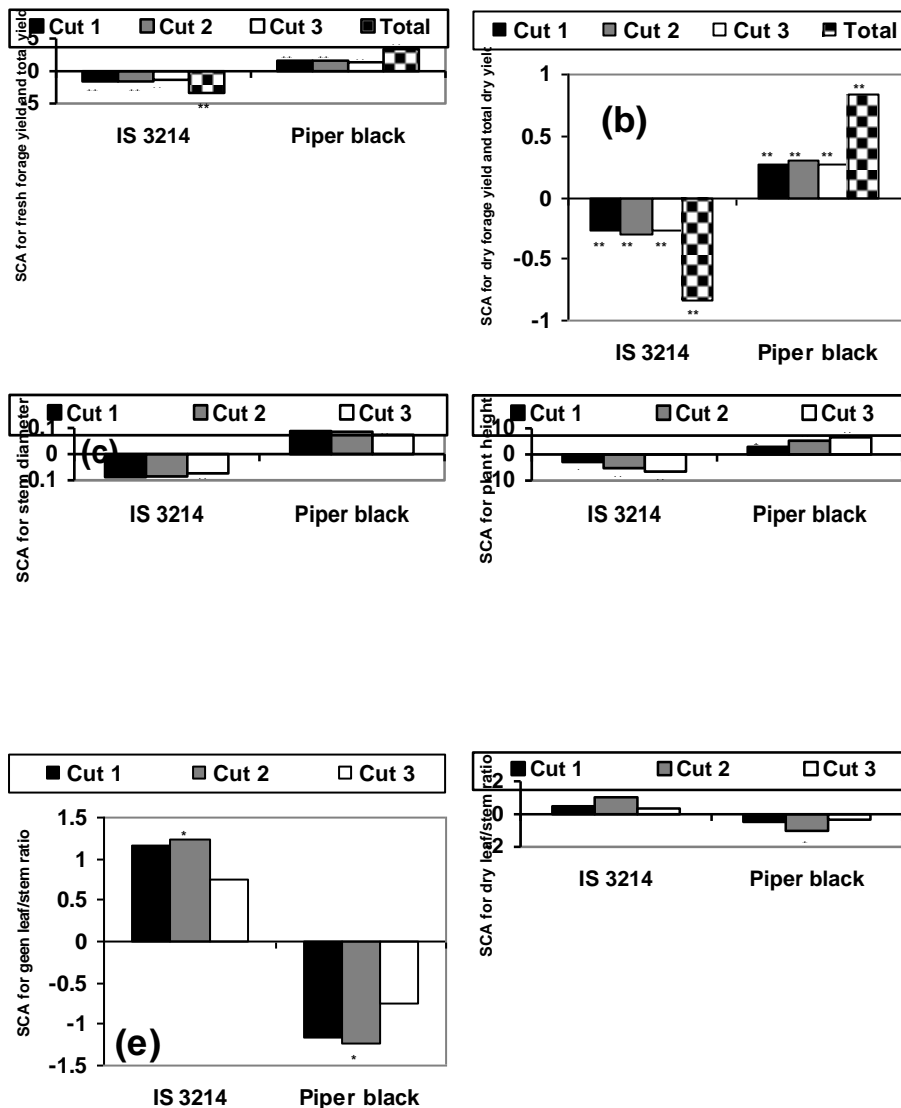 Cut 1 Cut 2 Cut 3 Total
SCA for fresh forage yield and total yield
5
0
5
** ** ** **
** ** ** **
IS 3214 Piper black
Cut 1 Cut 2 Cut 3 Total
SCA for dry forage yield and total dry yield
(b)
1
0.5
0
-0.5
-1
** ** ** **
** ** ** **
IS 3214 Piper black
Cut 1 Cut 2 Cut 3
SCA for stem diameter
(c)
0.1
0
0.1
IS 3214 Piper black
Cut 1 Cut 2 Cut 3
SCA for plant height
10
0
10
IS 3214 Piper black
Cut 1 Cut 2 Cut 3
SCA for geen leaf/stem ratio
1.5
1
0.5
0
-0.5
-1
-1.5
*
*
(e)
IS 3214 Piper black
Cut 1 Cut 2 Cut 3
SCA for dry leaf/stem ratio
2
0
2
IS 3214 Piper black